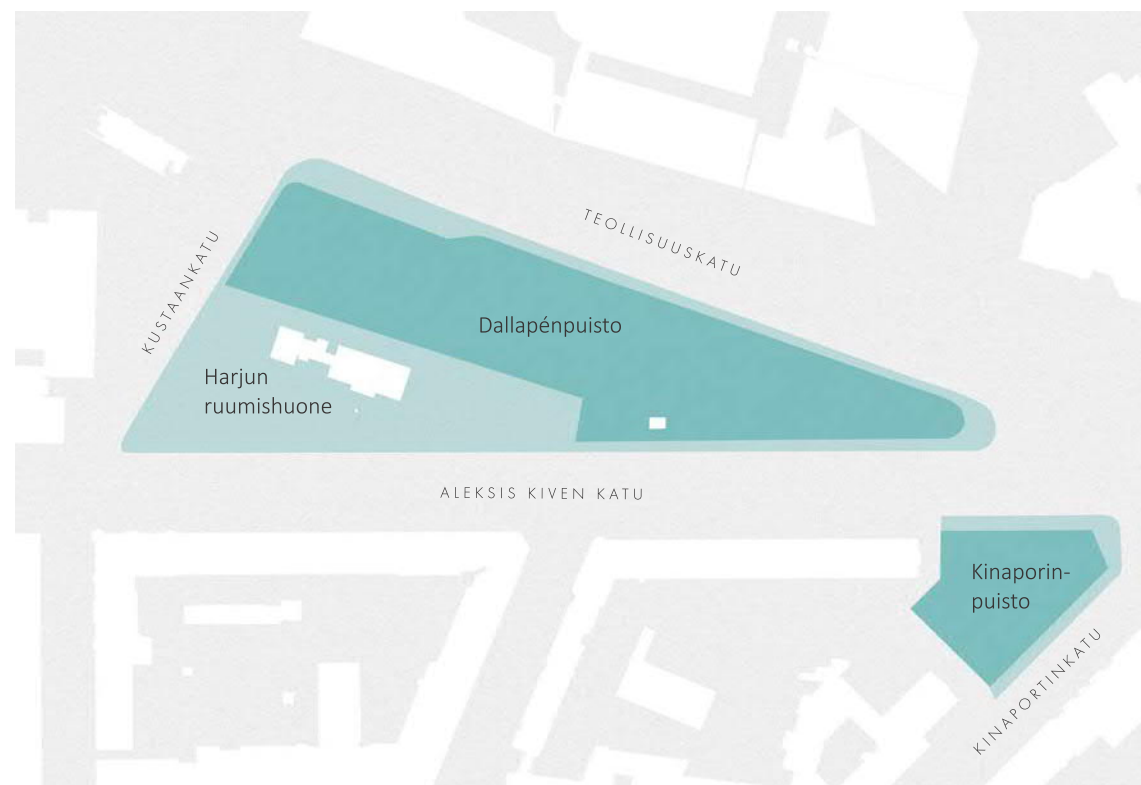 TEOLLISUUSKATU
KUSTAANKATU
Dallapénpuisto
Harjun
ruumishuone
ALEKSIS KIVEN KATU
Kinaporin-
puisto
KINAPORTINKATU